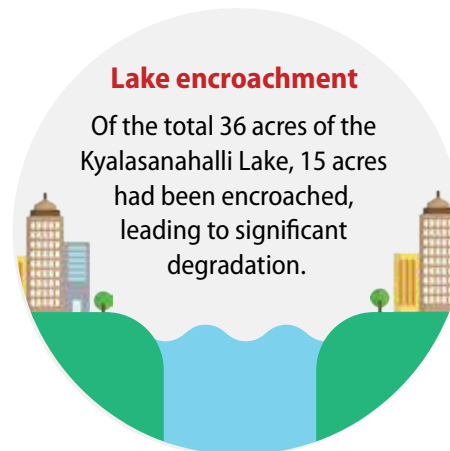 Lake encroachment
Of the total 36 acres of the
Kyalasanahalli Lake, 15 acres
had been encroached,
leading to significant
degradation.